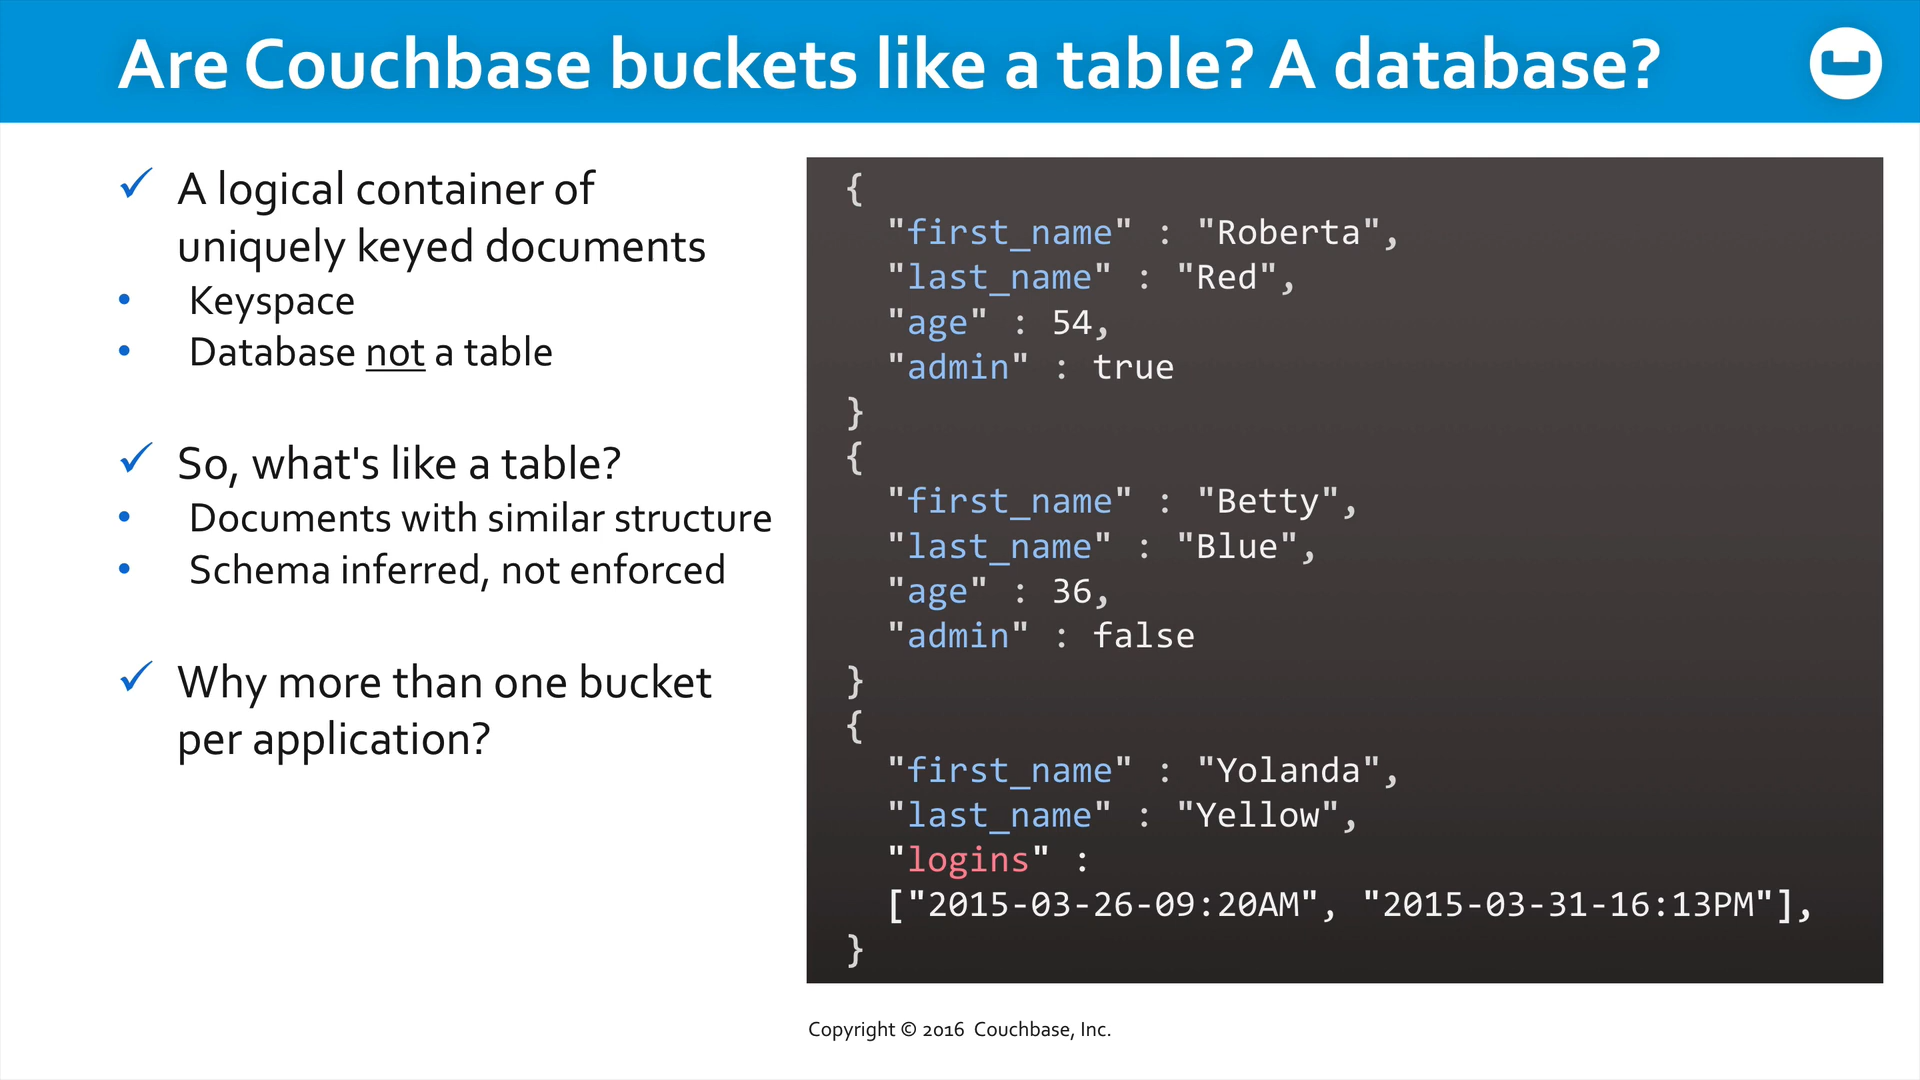 Are Couchbase buckets like a table? A database?
✓ A logical container of
uniquely keyed documents
• Keyspace
• Database not a table
✓ So, what's like a table?
• Documents with similar structure
• Schema inferred, not enforced
✓ Why more than one bucket
per application?
{
"first_name" : "Roberta",
"last_name" : "Red",
"age" : 54,
"admin" : true
}
{
"first_name" : "Betty",
"last_name" : "Blue",
"age" : 36,
"admin" : false
}
{
"first_name" : "Yolanda",
"last_name" : "Yellow",
"logins" :
["2015-03-26-09:20AM", "2015-03-31-16:13PM"],
}
Copyright © 2016 Couchbase, Inc.